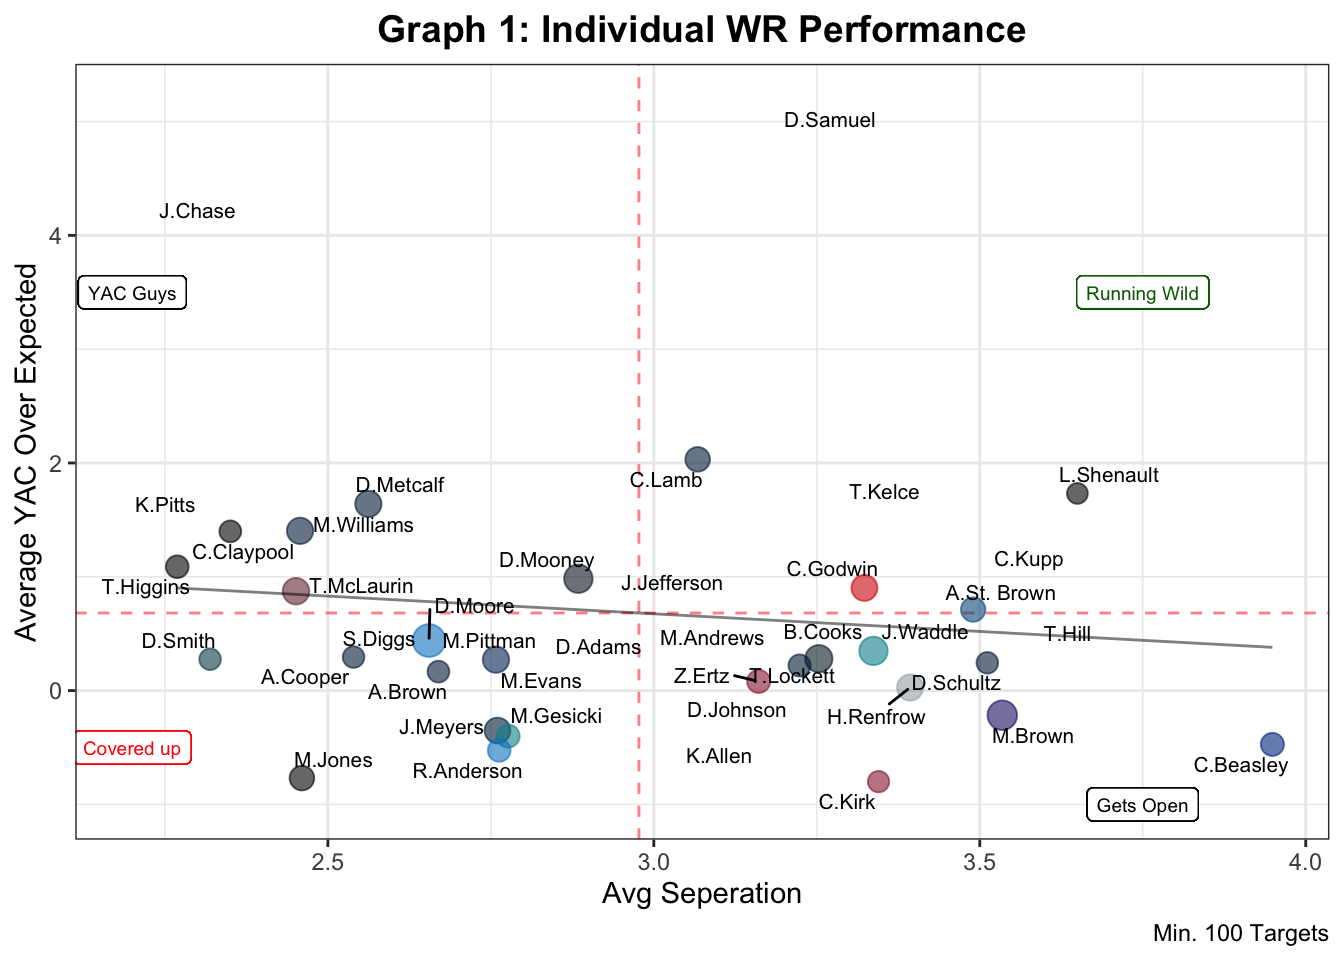 Graph 1: Individual WR Performance
D.Samuel
J.Chase
4
YAC Guys
Running Wild
Average YAC Over Expected
2
C.Lamb
L.Shenault
D.Metcalf
T.Kelce
K.Pitts
M.Williams
C.Claypool
D.Mooney
C.Kupp
C.Godwin
T.Higgins
T.McLaurin
J.Jefferson
A.St. Brown
D.Moore
D.Smith
S.Diggs
M.Pittman
D.Adams
M.Andrews
B.Cooks
J.Waddle
T.Hill
A.Cooper
A.Brown
M.Evans
Z.Ertz
T.Lockett
D.Schultz
0
J.Meyers
M.Gesicki
D.Johnson
H.Renfrow
M.Brown
Covered up
M.Jones
R.Anderson
K.Allen
C.Beasley
C.Kirk
Gets Open
2.5
3.0
3.5
4.0
Avg Seperation
Min. 100 Targets